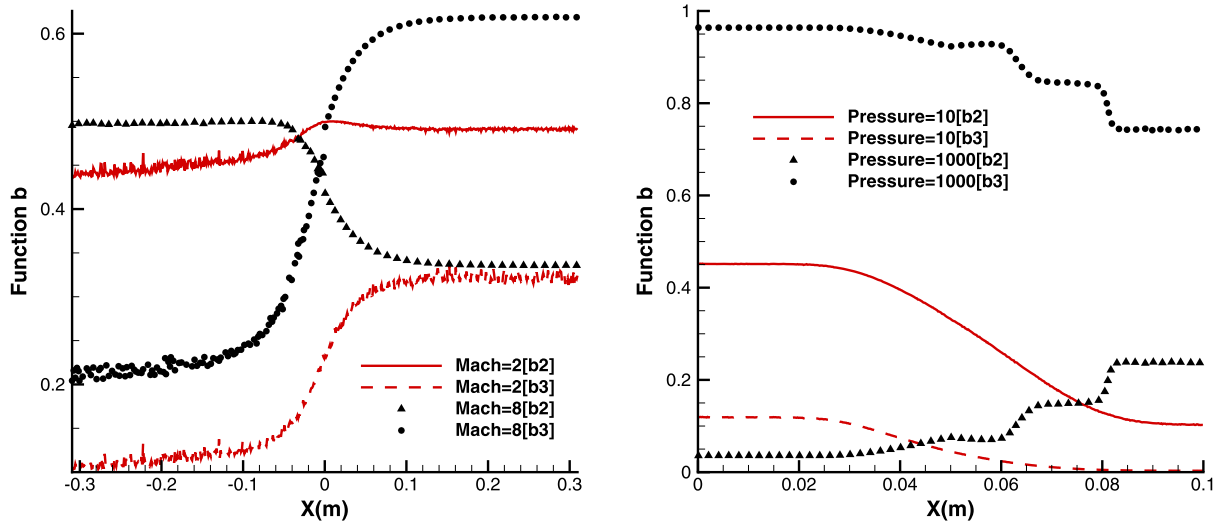 Function b
0.6
0.4
0.2
-0.3
-0.2
-0.1
0
0.1
0.2
0.3
X(m)
Mach=2[b2]
Mach=2[b3]
Mach=8[b2]
Mach=8[b3]
Function b
1
0.8
0.6
0.4
0.2
0
0
0.02
0.04
0.06
0.08
0.1
X(m)
Pressure=10[b2]
Pressure=10[b3]
Pressure=1000[b2]
Pressure=1000[b3]